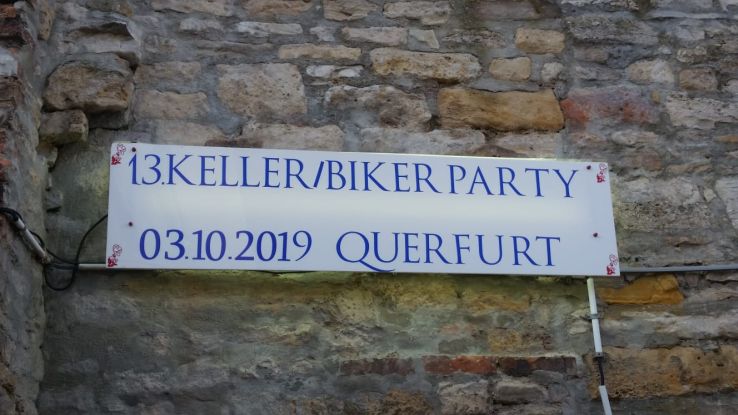 13.KELLER/BIKER PARTY
03.10.2019 QUERFURT